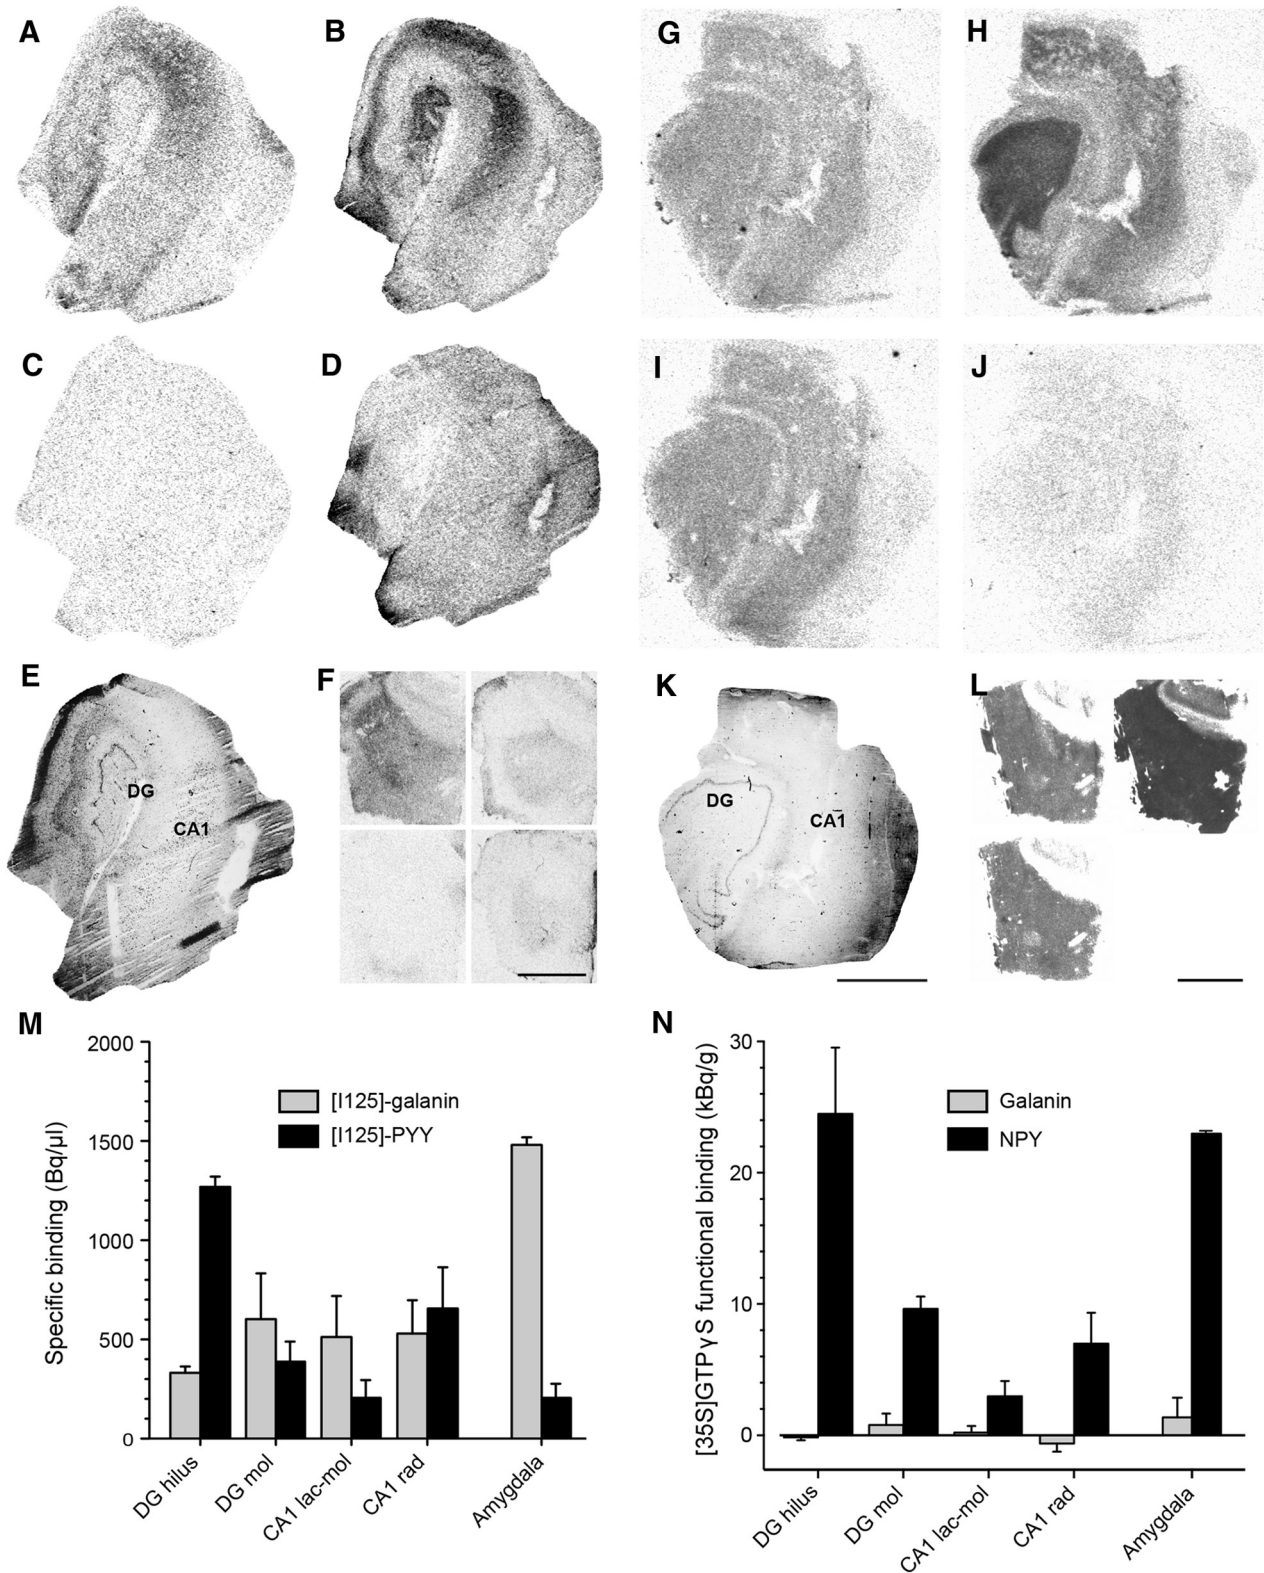 A
B
G
H
C
D
I
J
E
DG
CA1
F
K
DG
CA1
L
M
Specific binding (Bq/µl)
2000
1500
1000
500
0
[I125]-galanin
[I125]-PYY
DG hilus
DG mol
CA1 lac-mol
CA1 rad
Amygdala
N
[35S]GTPγS functional binding (kBq/g)
30
20
10
0
Galanin
NPY
DG hilus
DG mol
CA1 lac-mol
CA1 rad
Amygdala